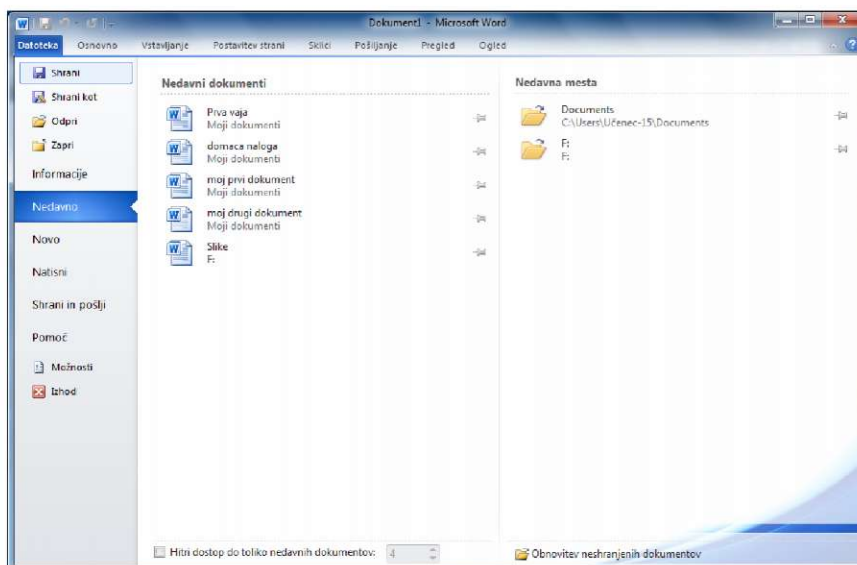 Dokument1 - Microsoft Word
Datoteka Osnovno Vstavljanje Postavitev strani Sklici Pošiljanje Pregled Ogled
Shrani
Shrani kot
Odpri
Zapri
Informacije
Nedavno
Novo
Natisni
Shrani in pošlji
Pomoč
Možnosti
Izhod
Nedavni dokumenti
Prva vaja
Moji dokumenti
domaca naloga
Moji dokumenti
moj prvi dokument
Moji dokumenti
moj drugi dokument
Moji dokumenti
Slike
F:
Hitri dostop do toliko nedavnih dokumentov: 4
Nedavna mesta
Documents
C:\Users\Učenec-15\Documents
F:
F:
Obnovitev neshranjenih dokumentov